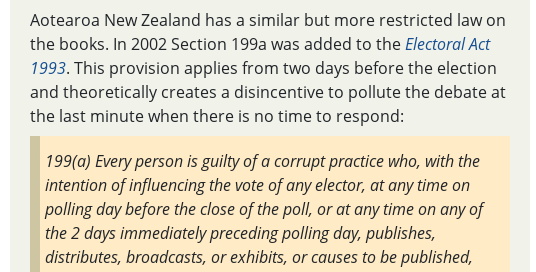 Aotearoa New Zealand has a similar but more restricted law on
the books. In 2002 Section 199a was added to the Electoral Act
1993. This provision applies from two days before the election
and theoretically creates a disincentive to pollute the debate at
the last minute when there is no time to respond:
199(a) Every person is guilty of a corrupt practice who, with the
intention of influencing the vote of any elector, at any time on
polling day before the close of the poll, or at any time on any of
the 2 days immediately preceding polling day, publishes,
distributes, broadcasts, or exhibits, or causes to be published,